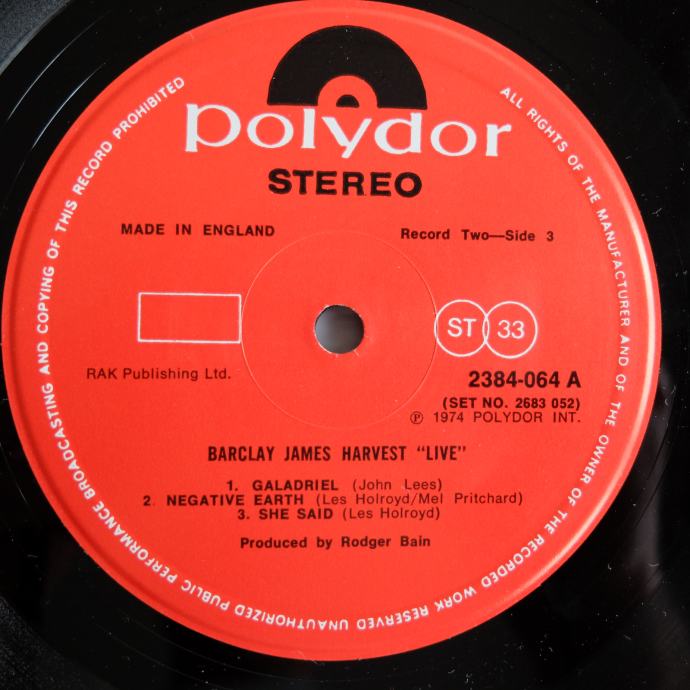 polydor
STEREO
MADE IN ENGLAND
Record Two—Side 3
ST 33
RAK Publishing Ltd.
2384-064 A
(SET NO. 2683 052)
℗ 1974 POLYDOR INT.
BARCLAY JAMES HARVEST "LIVE"
1. GALADRIEL (John Lees)
2. NEGATIVE EARTH (Les Holroyd/Mel Pritchard)
3. SHE SAID (Les Holroyd)
Produced by Rodger Bain
ALL RIGHTS OF THE MANUFACTURER AND OF THE OWNER OF THE RECORDED WORK RESERVED UNAUTHORIZED PUBLIC PERFORMANCE BROADCASTING AND COPYING OF THIS RECORD PROHIBITED